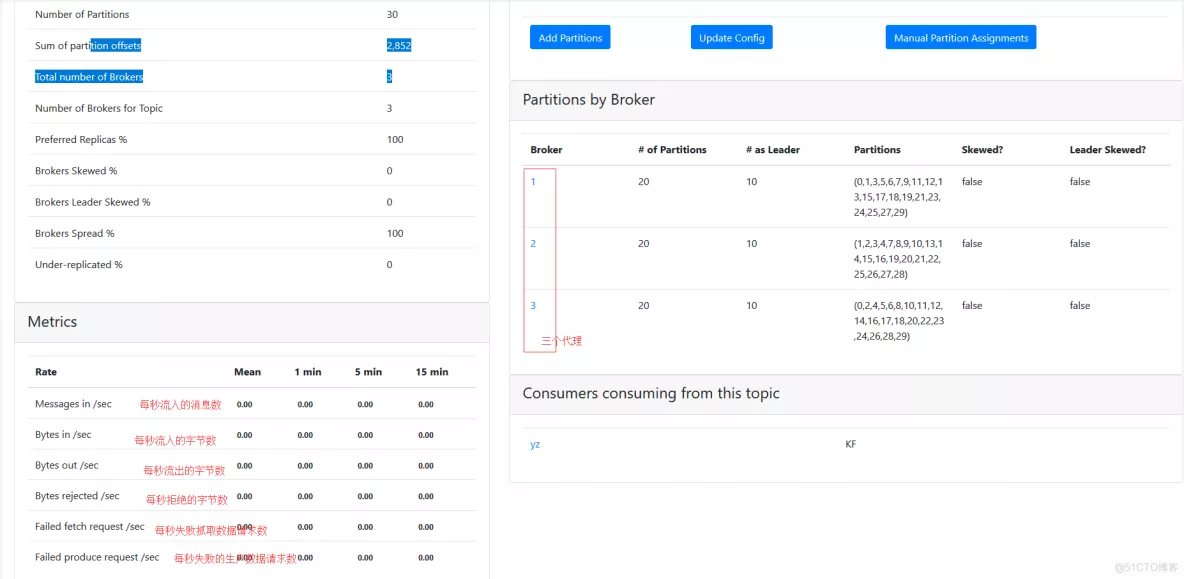 Number of Partitions 30
Sum of partition offsets 2,852
Total number of Brokers 3
Number of Brokers for Topic 3
Preferred Replicas % 100
Brokers Skewed % 0
Brokers Leader Skewed % 0
Brokers Spread % 100
Under-replicated % 0
Metrics
Rate Mean 1 min 5 min 15 min
Messages in /sec 每秒流入的消息数 0.00 0.00 0.00 0.00
Bytes in /sec 每秒流入的字节数 0.00 0.00 0.00 0.00
Bytes out /sec 每秒流出的字节数 0.00 0.00 0.00 0.00
Bytes rejected /sec 每秒拒绝的字节数 0.00 0.00 0.00 0.00
Failed fetch request /sec 每秒失败抓取数据请求数 0.00 0.00 0.00 0.00
Failed produce request /sec 每秒失败的生产数据请求数 0.00 0.00 0.00 0.00
Add Partitions Update Config Manual Partition Assignments
Partitions by Broker
Broker # of Partitions # as Leader Partitions Skewed? Leader Skewed?
1 20 10 (0,1,3,5,6,7,9,11,12,1 false false
3,15,17,18,19,21,23,
24,25,27,29)
2 20 10 (1,2,3,4,7,8,9,10,13,1 false false
4,15,16,19,20,21,22,
25,26,27,28)
3 20 10 (0,2,4,5,6,8,10,11,12, false false
14,16,17,18,20,22,23
,24,26,28,29)
三个代理
Consumers consuming from this topic
yz KF
@51CTO博客